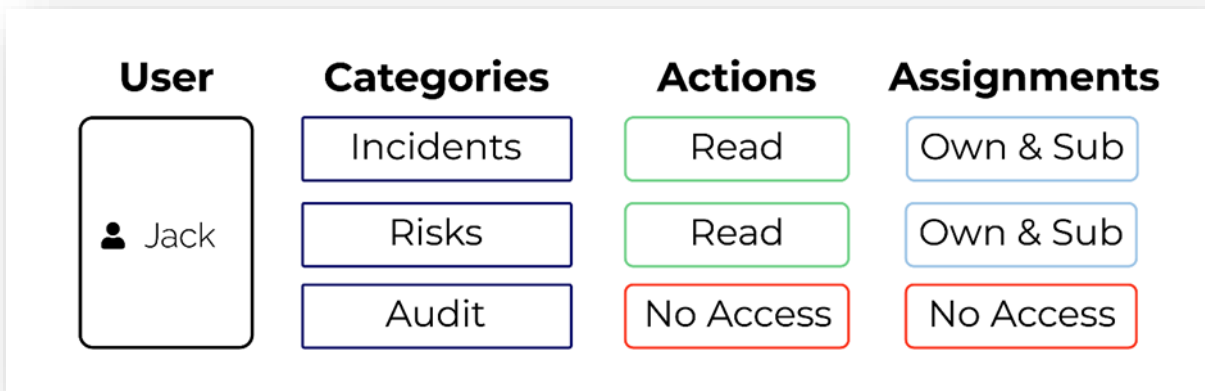 User Categories Actions Assignments
Jack
Incidents Read Own & Sub
Risks Read Own & Sub
Audit No Access No Access